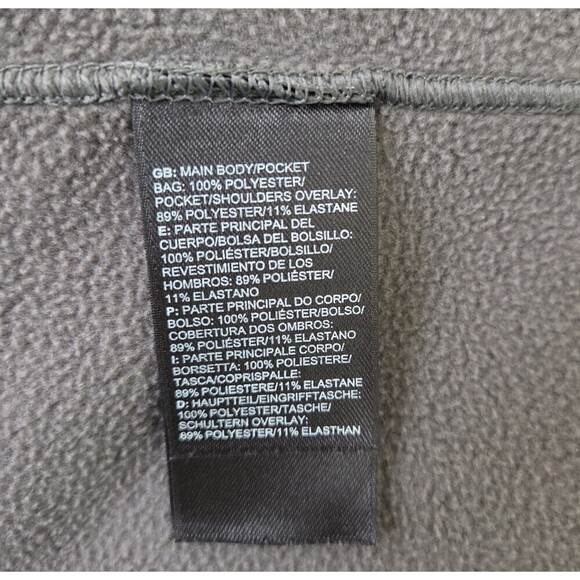 GB: MAIN BODY/POCKET
BAG: 100% POLYESTER/
POCKET/SHOULDERS OVERLAY:
89% POLYESTER/11% ELASTANE
E: PARTE PRINCIPAL DEL
CUERPO/BOLSA DEL BOLSILLO:
100% POLIÉSTER/BOLSILLO/
REVESTIMIENTO DE LOS
HOMBROS: 89% POLIÉSTER/
11% ELASTANO
P: PARTE PRINCIPAL DO CORPO/
BOLSO: 100% POLIÉSTER/BOLSO/
COBERTURA DOS OMBROS:
89% POLIÉSTER/11% ELASTANO
I: PARTE PRINCIPALE CORPO/
BORSETTA: 100% POLIESTERE/
TASCA/COPRISPALLE:
89% POLIESTERE/11% ELASTANE
D: HAUPTTEIL/EINGRIFFTASCHE:
100% POLYESTER/TASCHE/
SCHULTERN OVERLAY:
89% POLYESTER/11% ELASTHAN